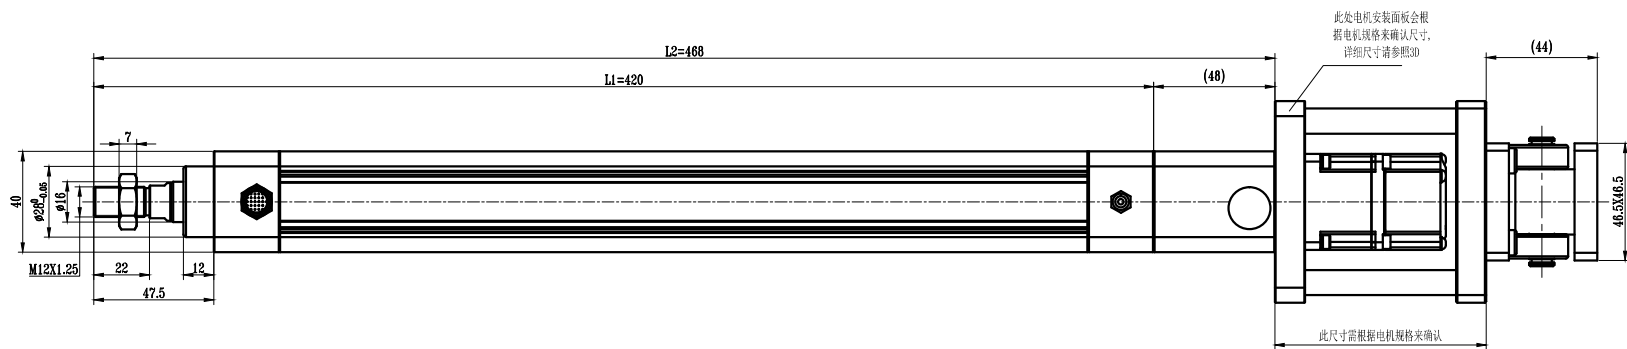 此处电机安装面板会根
据电机规格来确认尺寸,
详细尺寸请参照3D
L2=468
(44)
L1=420
(48)
7
40
ø28 0 -0.05
ø16
46.5X46.5
M12X1.25
22
12
47.5
此尺寸需根据电机规格来确认